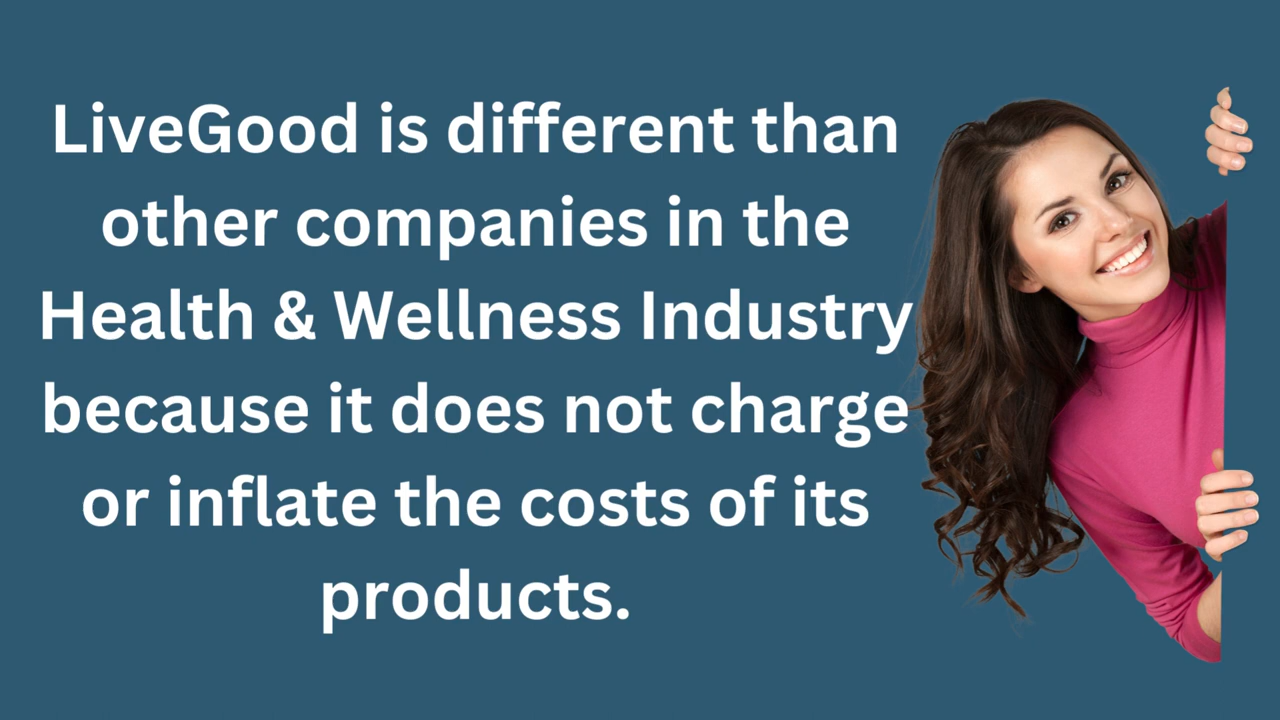 LiveGood is different than
other companies in the
Health & Wellness Industry
because it does not charge
or inflate the costs of its
products.